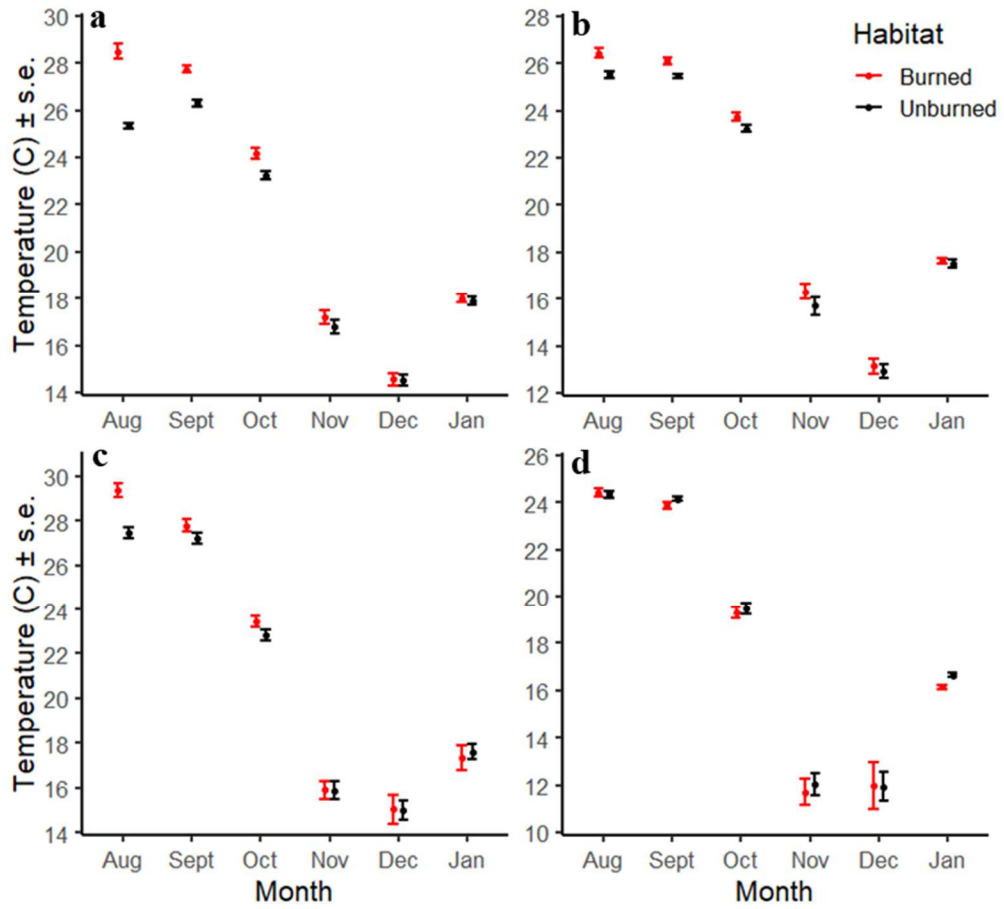 a
Temperature (C) ± s.e.
30
28
26
24
22
20
18
16
14
Aug Sept Oct Nov Dec Jan
b
28
26
24
22
20
18
16
14
12
Aug Sept Oct Nov Dec Jan
Habitat
Burned
Unburned
c
Temperature (C) ± s.e.
30
28
26
24
22
20
18
16
14
Aug Sept Oct Nov Dec Jan
Month
d
26
24
22
20
18
16
14
12
10
Aug Sept Oct Nov Dec Jan
Month